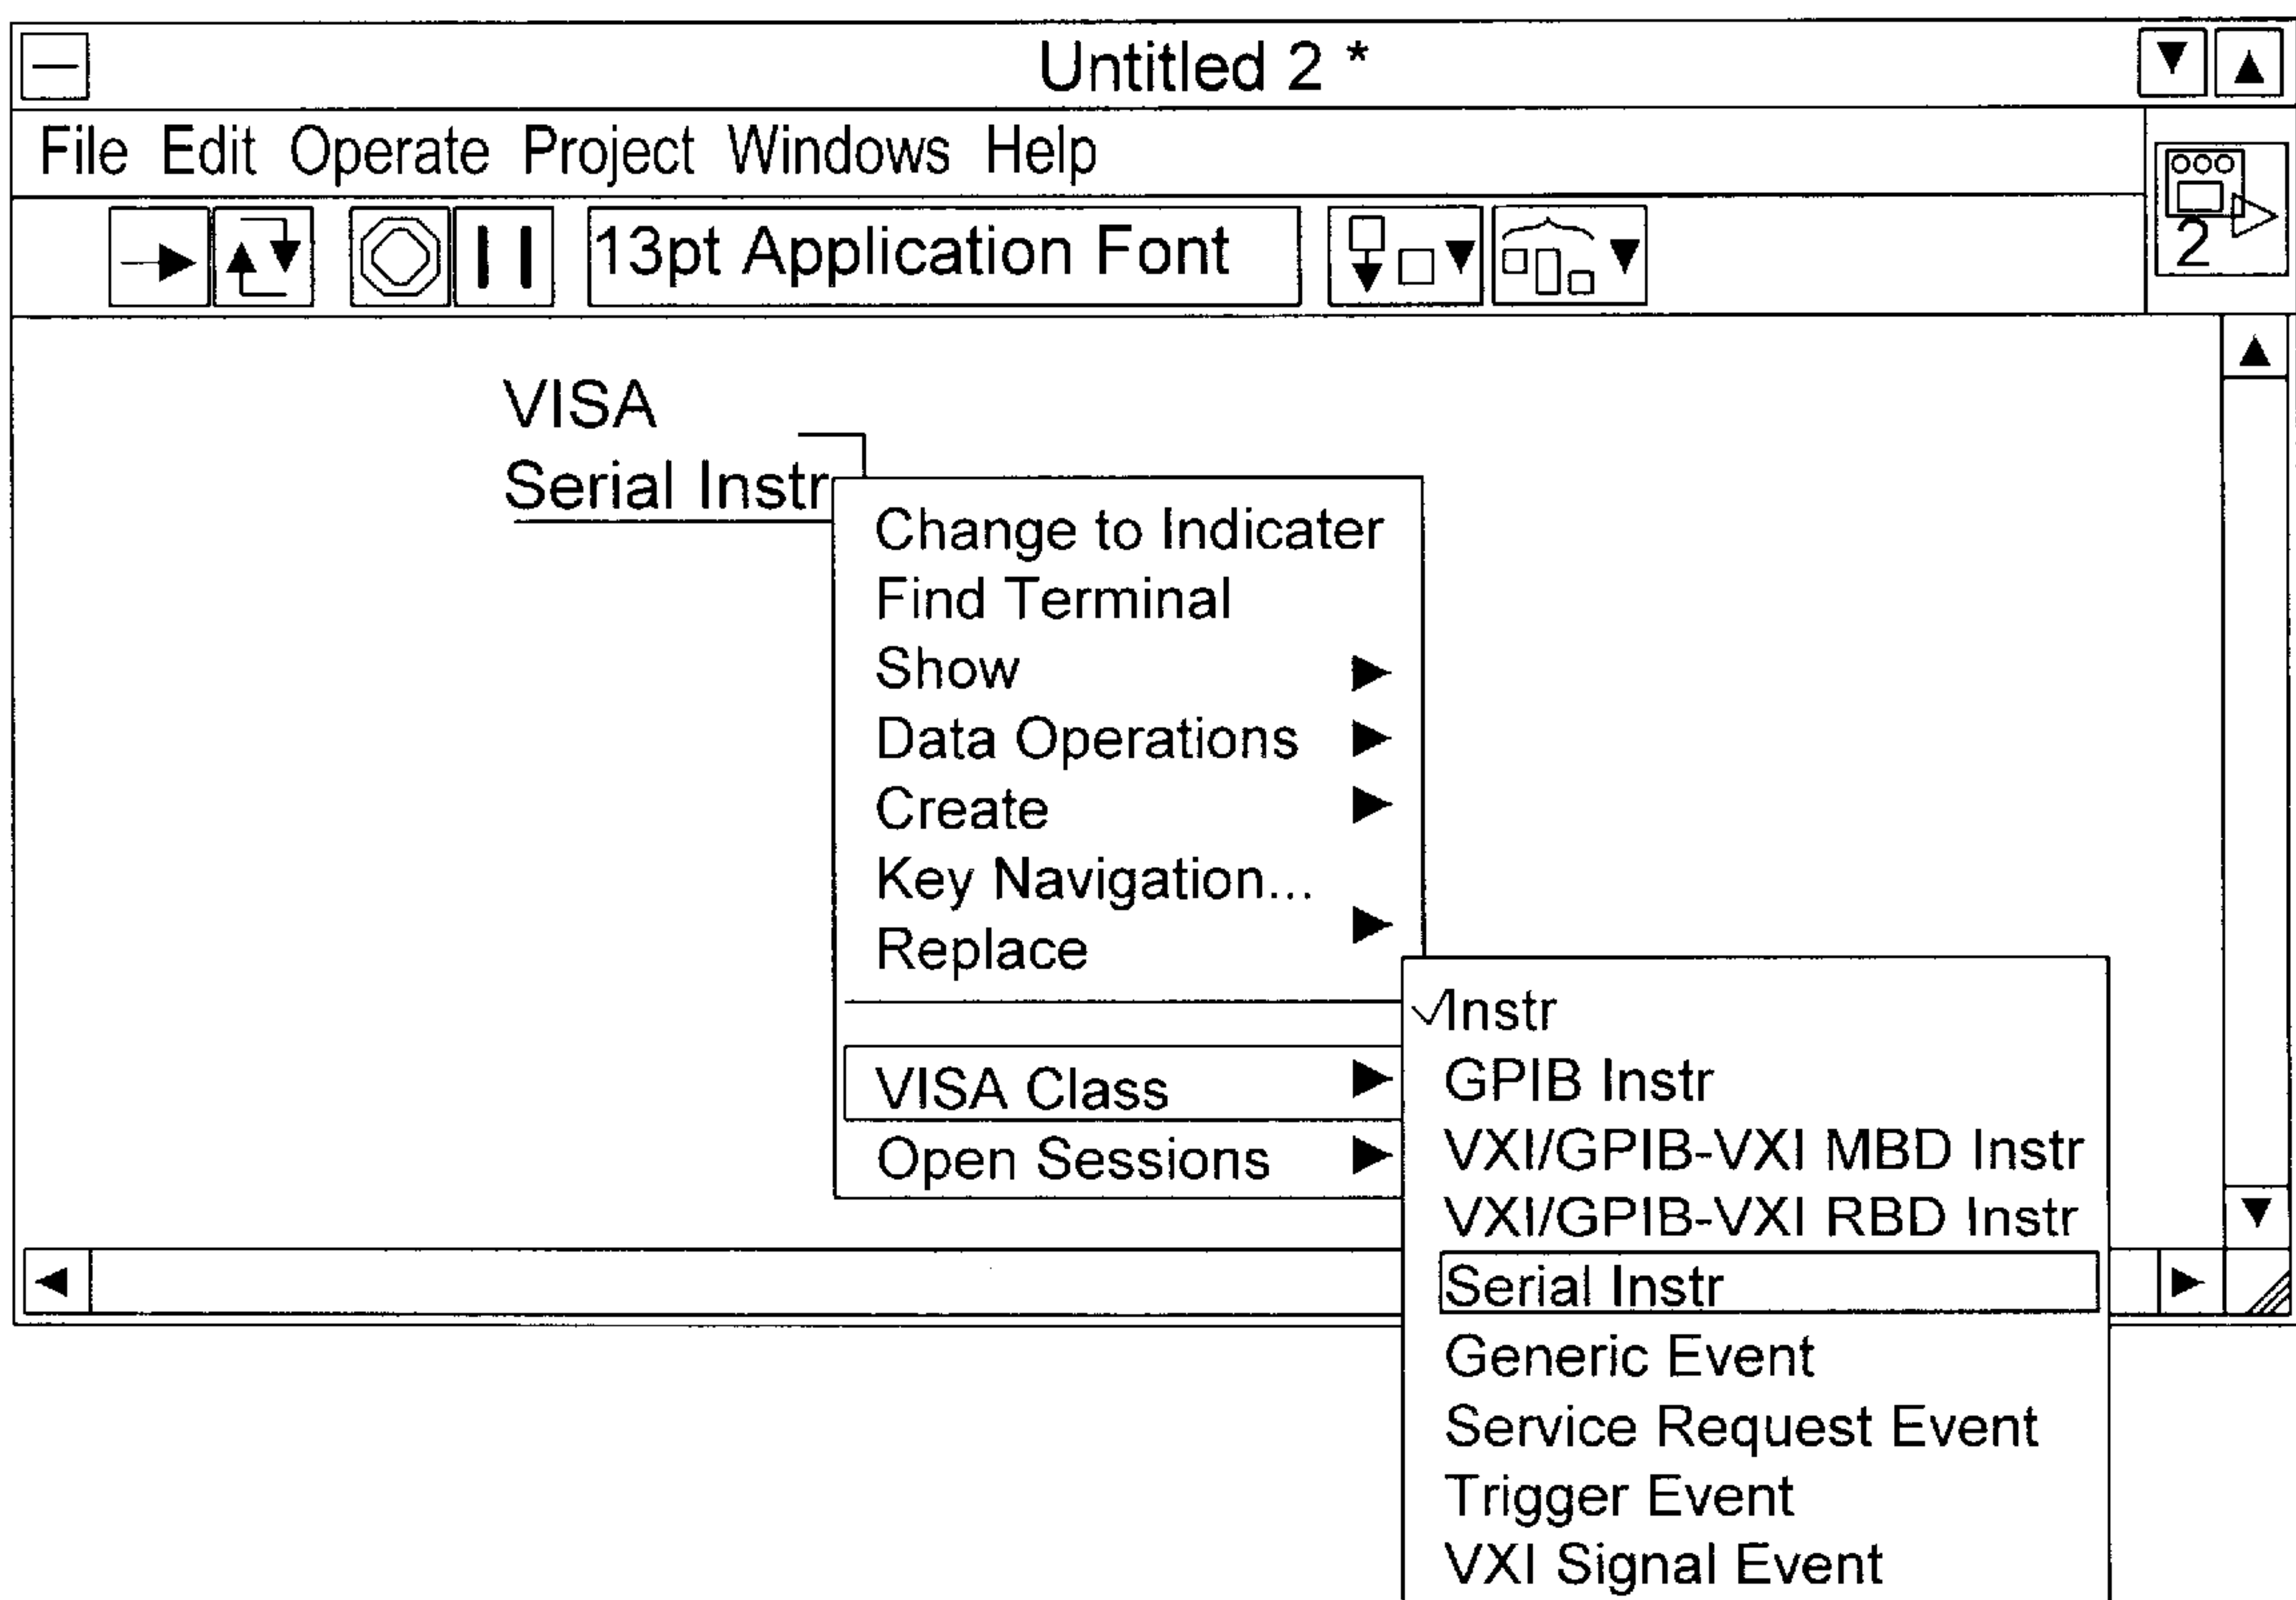 Untitled 2 *
File Edit Operate Project Windows Help
13pt Application Font
2
VISA
Serial Instr
Change to Indicater
Find Terminal
Show
Data Operations
Create
Key Navigation...
Replace
VISA Class
Open Sessions
Instr
GPIB Instr
VXI/GPIB-VXI MBD Instr
VXI/GPIB-VXI RBD Instr
Serial Instr
Generic Event
Service Request Event
Trigger Event
VXI Signal Event